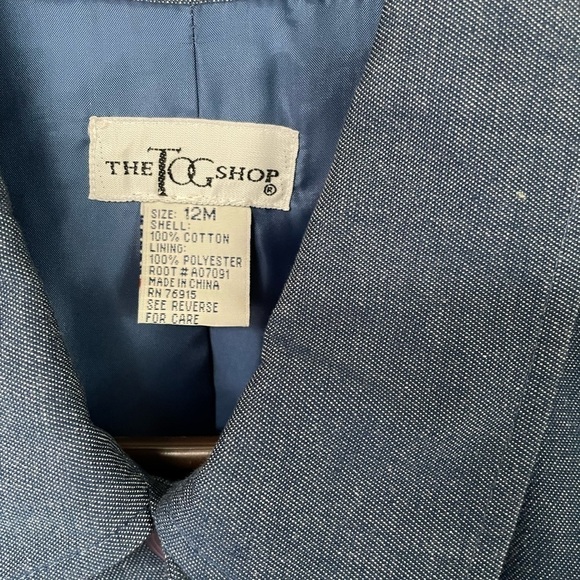 THE TOG SHOP ®
SIZE: 12M
SHELL:
100% COTTON
LINING:
100% POLYESTER
ROOT # A07091
MADE IN CHINA
RN 76915
SEE REVERSE
FOR CARE